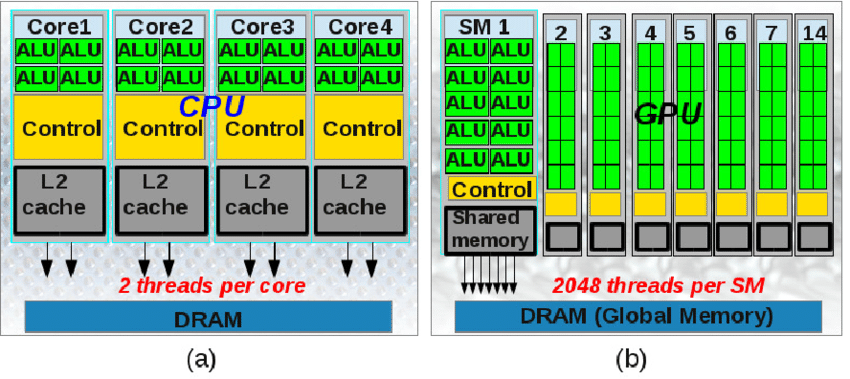 Core1 Core2 Core3 Core4
ALU ALU ALU ALU ALU ALU ALU ALU
ALU ALU ALU ALU ALU ALU ALU ALU
CPU
Control Control Control Control
L2 cache L2 cache L2 cache L2 cache
2 threads per core
DRAM
(a)
SM 1 2 3 4 5 6 7 14
ALU ALU
ALU ALU
ALU ALU
ALU ALU
ALU ALU
GPU
Control
Shared
memory
2048 threads per SM
DRAM (Global Memory)
(b)